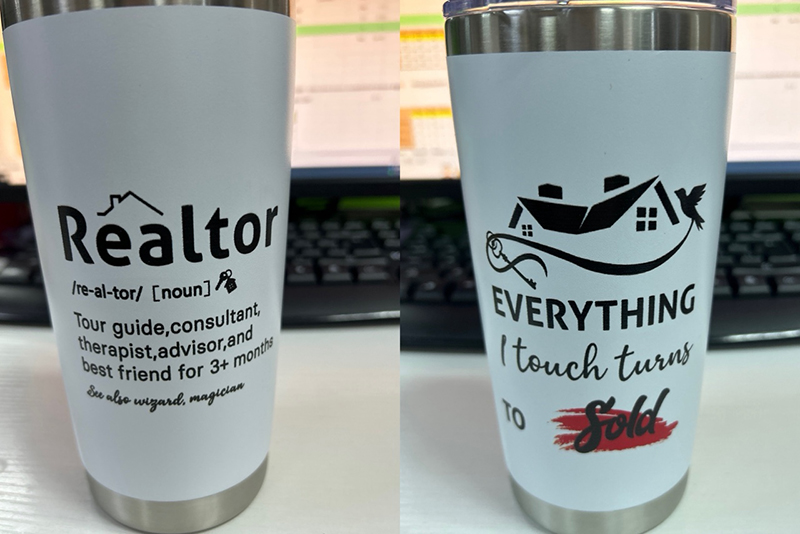 Realtor
/re-al-tor/ [noun]
Tour guide,consultant,
therapist,advisor,and
best friend for 3+ months
See also wizard, magician
EVERYTHING
I touch turns
TO Sold